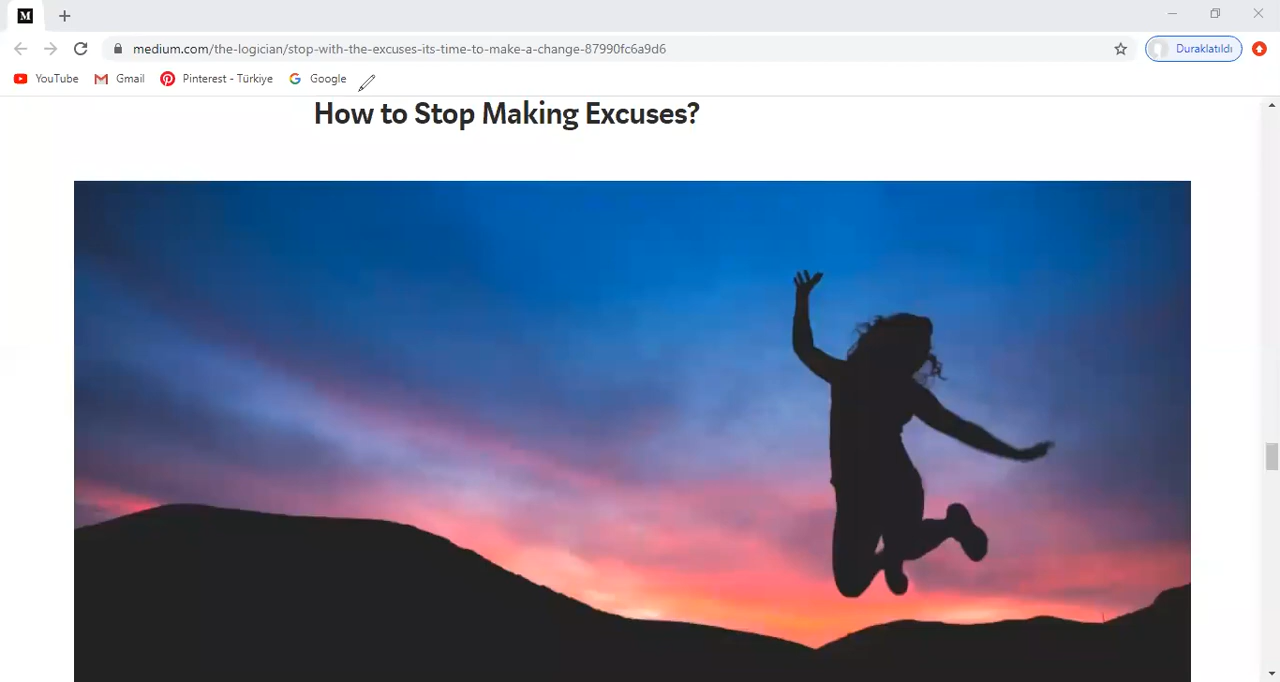 M
medium.com/the-logician/stop-with-the-excuses-its-time-to-make-a-change-87990fc6a9d6
Duraklatıldı
YouTube
Gmail
Pinterest - Türkiye
Google
How to Stop Making Excuses?